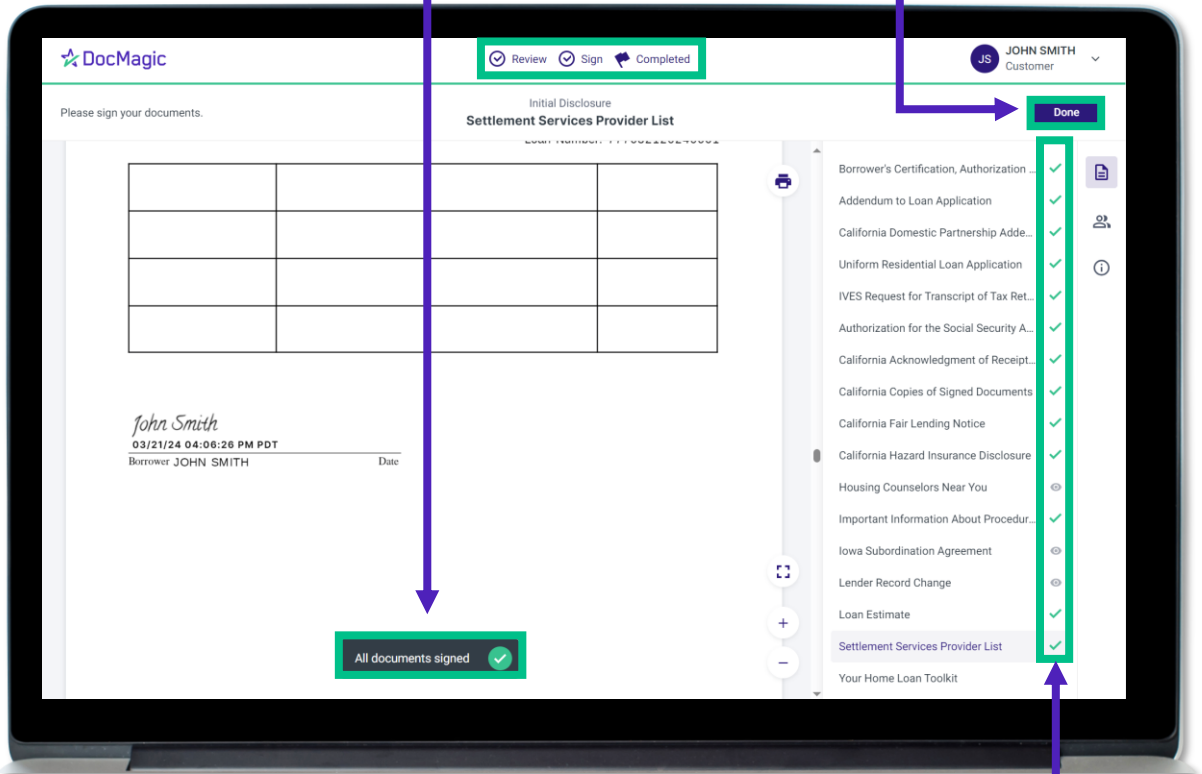 DocMagic
Review Sign Completed
JS
JOHN SMITH
Customer
Please sign your documents.
Initial Disclosure
Settlement Services Provider List
Done
Loan Number:
John Smith
03/21/24 04:06:26 PM PDT
Borrower JOHN SMITH Date
All documents signed
Borrower's Certification, Authorization ...
Addendum to Loan Application
California Domestic Partnership Adde...
Uniform Residential Loan Application
IVES Request for Transcript of Tax Ret...
Authorization for the Social Security A...
California Acknowledgment of Receipt...
California Copies of Signed Documents
California Fair Lending Notice
California Hazard Insurance Disclosure
Housing Counselors Near You
Important Information About Procedur...
Iowa Subordination Agreement
Lender Record Change
Loan Estimate
Settlement Services Provider List
Your Home Loan Toolkit